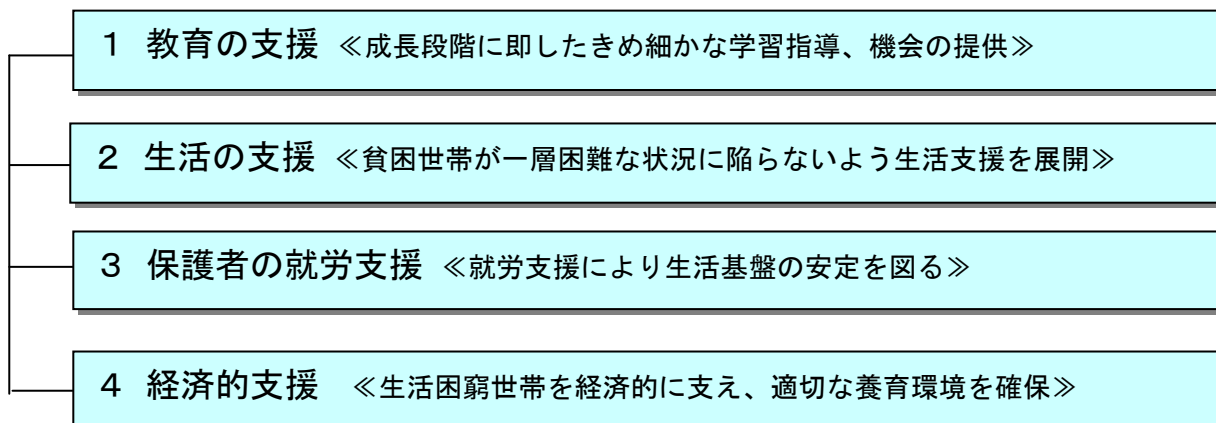 １ 教育の支援 ≪成長段階に即したきめ細かな学習指導、機会の提供≫
２ 生活の支援 ≪貧困世帯が一層困難な状況に陥らないよう生活支援を展開≫
３ 保護者の就労支援 ≪就労支援により生活基盤の安定を図る≫
４ 経済的支援 ≪生活困窮世帯を経済的に支え、適切な養育環境を確保≫